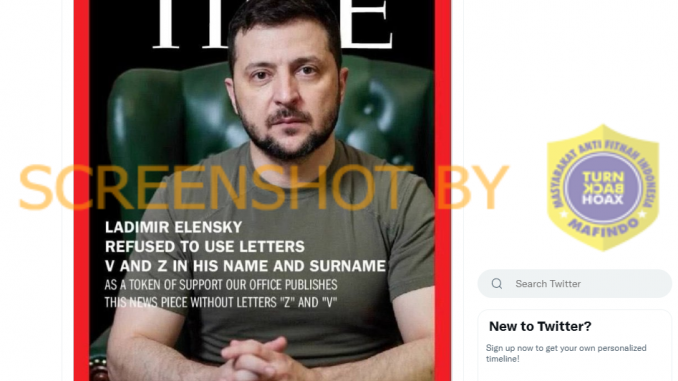 TIME
SCREENSHOT BY
MASYARAKAT ANTI FITNAH INDONESIA
TURN
BACK
HOAX
MAFINDO
LADIMIR ELENSKY
REFUSED TO USE LETTERS
V AND Z IN HIS NAME AND SURNAME
AS A TOKEN OF SUPPORT OUR OFFICE PUBLISHES
THIS NEWS PIECE WITHOUT LETTERS "Z" AND "V"
Search Twitter
New to Twitter?
Sign up now to get your own personalized
timeline!